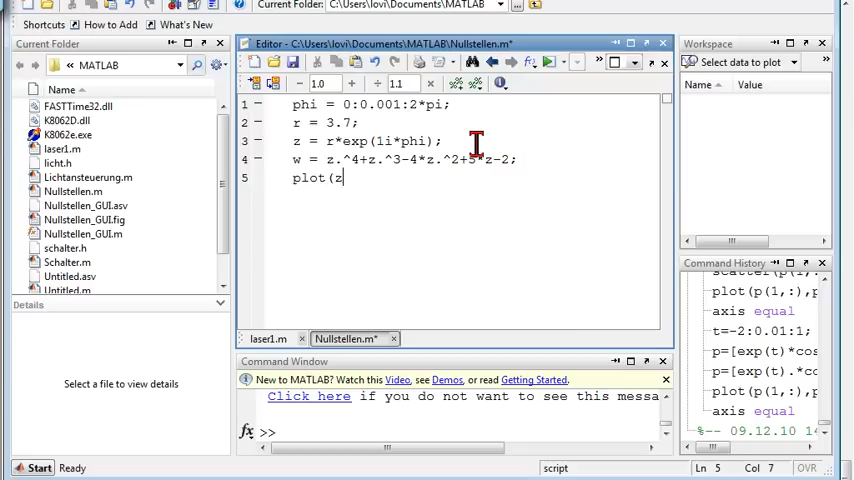 Current Folder: C:\Users\lovi\Documents\MATLAB
Shortcuts How to Add What's New
Current Folder
MATLAB
Name
FASTTime32.dll
K8062D.dll
K8062e.exe
laser1.m
licht.h
Lichtansteuerung.m
Nullstellen.m
Nullstellen_GUI.asv
Nullstellen_GUI.fig
Nullstellen_GUI.m
schalter.h
Schalter.m
Untitled.asv
Untitled.m
Details
Select a file to view details
Start Ready
Editor - C:\Users\lovi\Documents\MATLAB\Nullstellen.m*
1.0 1.1
1 phi = 0:0.001:2*pi;
2 r = 3.7;
3 z = r*exp(1i*phi);
4 w = z.^4+z.^3-4*z.^2+5*z-2;
5 plot(z
laser1.m Nullstellen.m*
Command Window
New to MATLAB? Watch this Video, see Demos, or read Getting Started.
Click here if you do not want to see this messa
fx >>
script Ln 5 Col 7 OVR
Workspace
Select data to plot
Name Value
Command History
scatter(p(1,:
plot(p(1,:),p
axis equal
t=-2:0.01:1;
p=[exp(t)*cos
p=[exp(t).*co
plot(p(1,:),p
axis equal
%-- 09.12.10 14